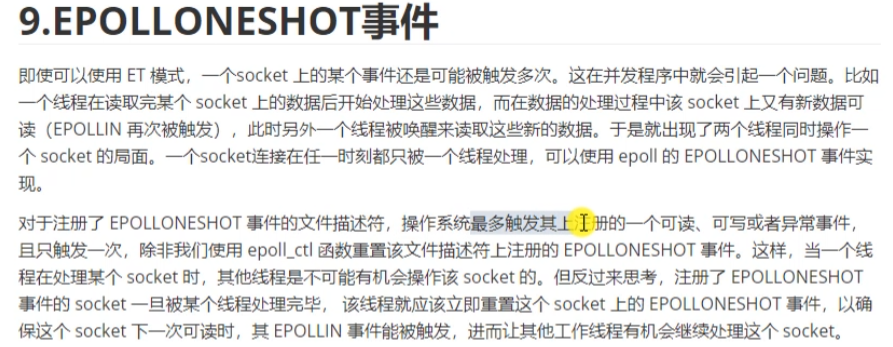 9.EPOLLONESHOT事件
即使可以使用 ET 模式，一个socket 上的某个事件还是可能被触发多次。这在并发程序中就会引起一个问题。比如
一个线程在读取完某个 socket 上的数据后开始处理这些数据，而在数据的处理过程中该 socket 上又有新数据可
读（EPOLLIN 再次被触发），此时另外一个线程被唤醒来读取这些新的数据。于是就出现了两个线程同时操作一
个 socket 的局面。一个socket连接在任一时刻都只被一个线程处理，可以使用 epoll 的 EPOLLONESHOT 事件实
现。
对于注册了 EPOLLONESHOT 事件的文件描述符，操作系统最多触发其上注册的一个可读、可写或者异常事件，
且只触发一次，除非我们使用 epoll_ctl 函数重置该文件描述符上注册的 EPOLLONESHOT 事件。这样，当一个线
程在处理某个 socket 时，其他线程是不可能有机会操作该 socket 的。但反过来思考，注册了 EPOLLONESHOT
事件的 socket 一旦被某个线程处理完毕， 该线程就应该立即重置这个 socket 上的 EPOLLONESHOT 事件，以确
保这个 socket 下一次可读时，其 EPOLLIN 事件能被触发，进而让其他工作线程有机会继续处理这个 socket。